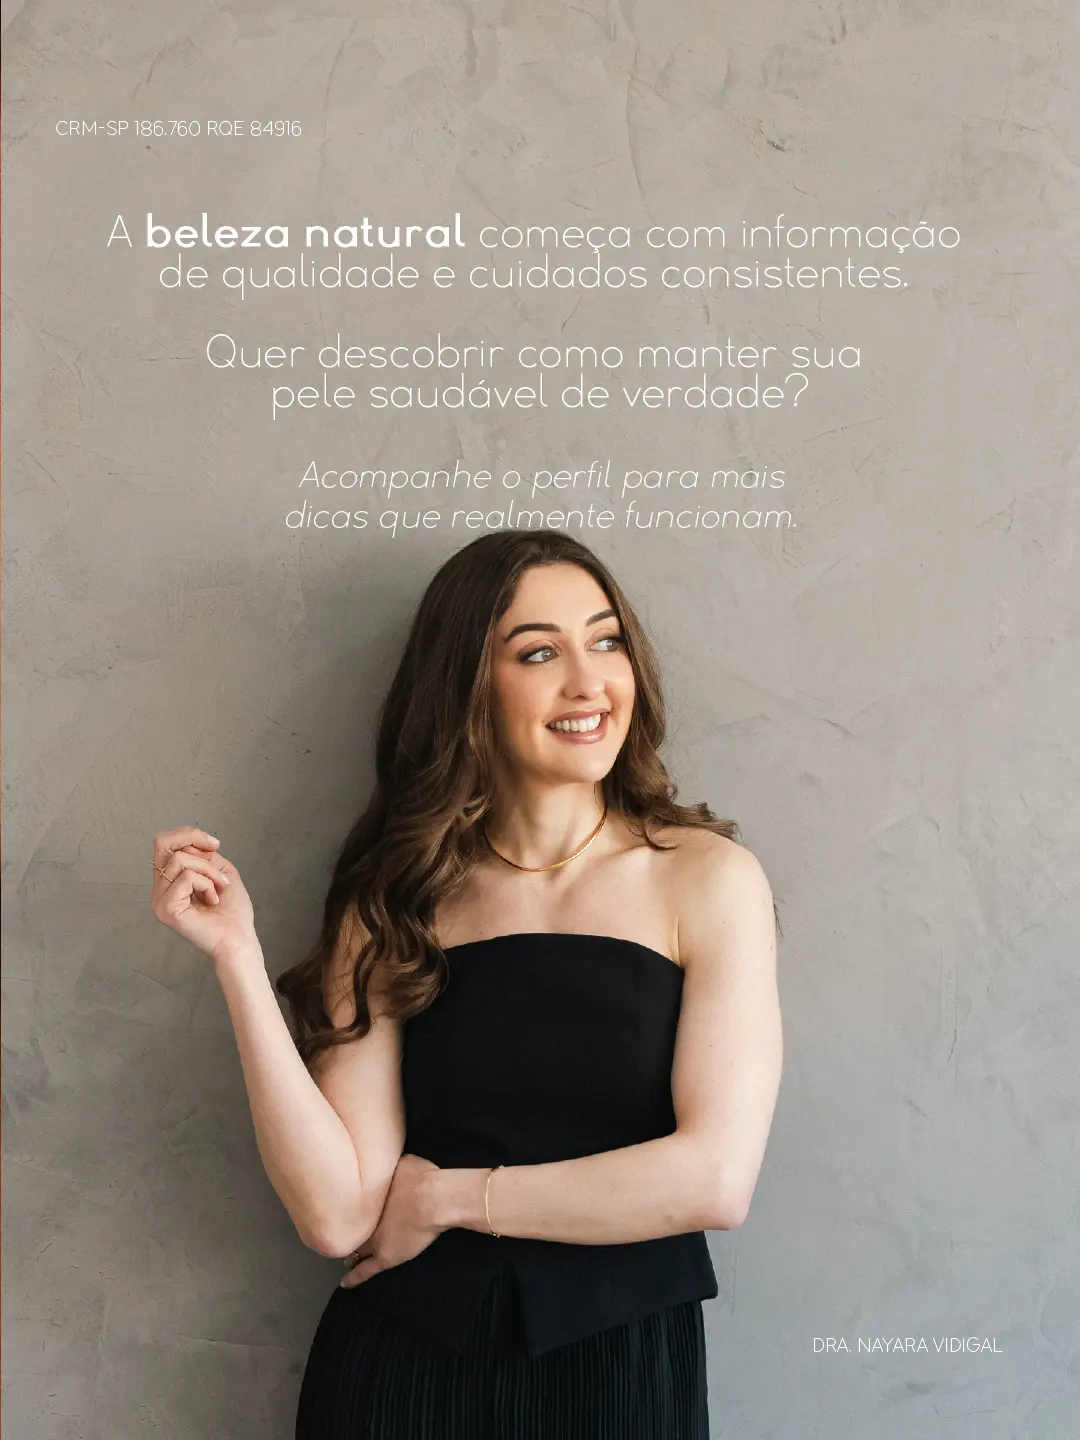 CRM-SP 186.760 RQE 84916
A beleza natural começa com informação
de qualidade e cuidados consistentes.
Quer descobrir como manter sua
pele saudável de verdade?
Acompanhe o perfil para mais
dicas que realmente funcionam.
DRA. NAYARA VIDIGAL